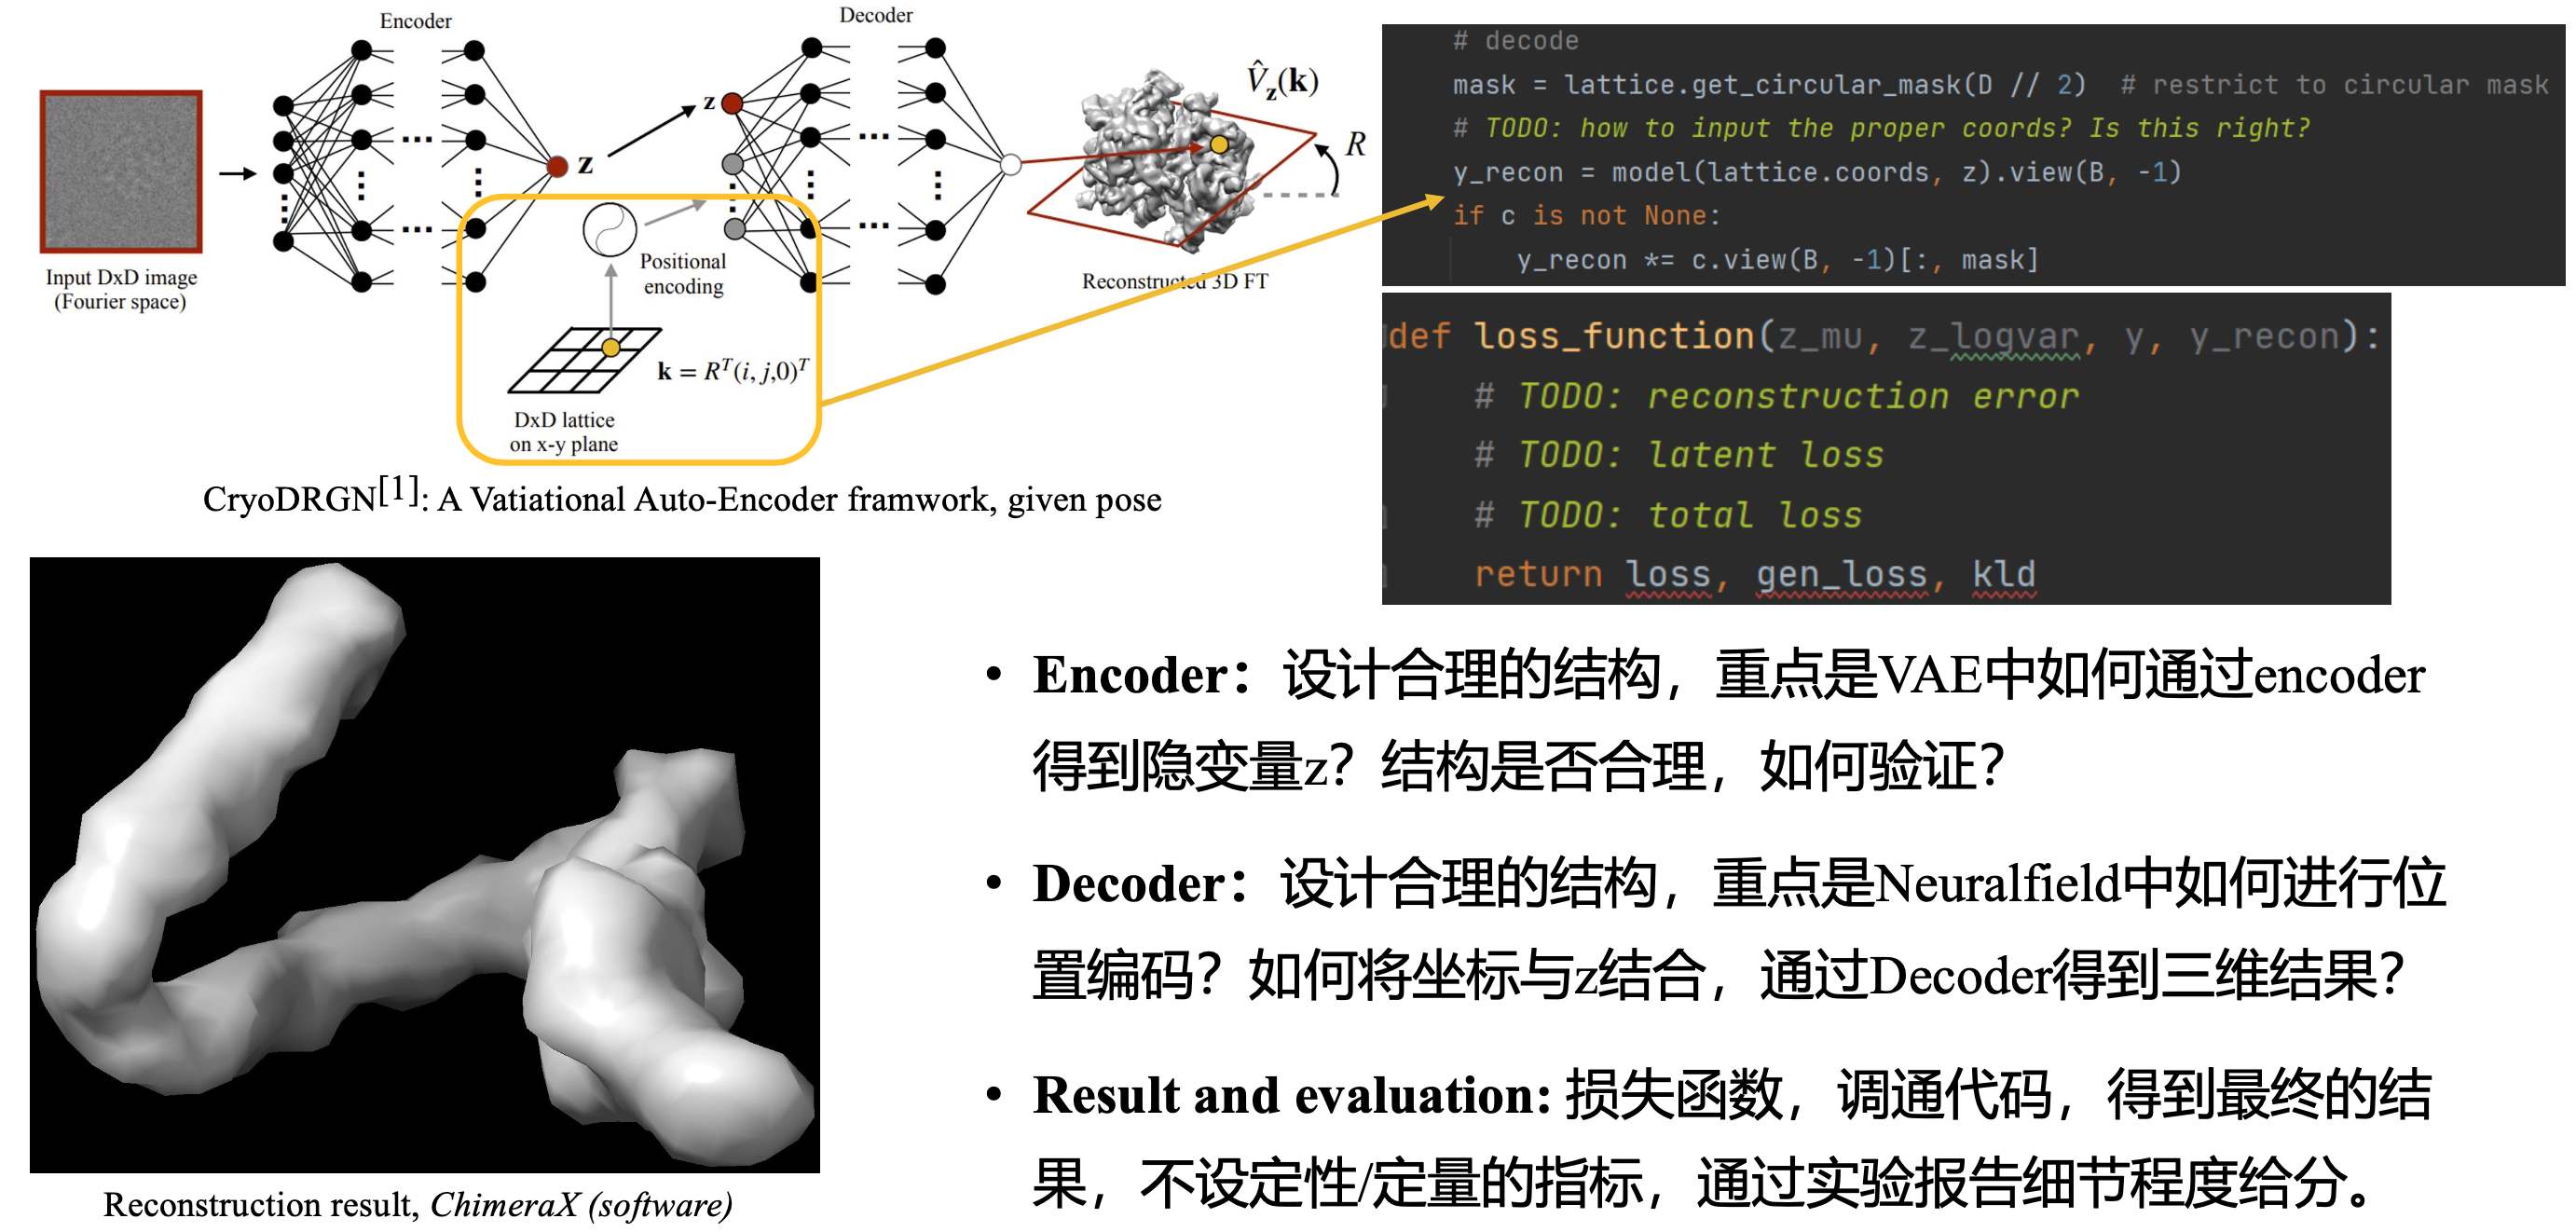 Encoder
Decoder
Input DxD image
(Fourier space)
z
z
Positional
encoding
k = R^T(i, j,0)^T
DxD lattice
on x-y plane
V̂_z(k)
R
Reconstructed 3D FT
CryoDRGN[1]: A Vatiational Auto-Encoder framwork, given pose
# decode
mask = lattice.get_circular_mask(D // 2)  # restrict to circular mask
# TODO: how to input the proper coords? Is this right?
y_recon = model(lattice.coords, z).view(B, -1)
if c is not None:
    y_recon *= c.view(B, -1)[:, mask]
def loss_function(z_mu, z_logvar, y, y_recon):
    # TODO: reconstruction error
    # TODO: latent loss
    # TODO: total loss
    return loss, gen_loss, kld
Reconstruction result, ChimeraX (software)
• Encoder：设计合理的结构，重点是VAE中如何通过encoder
得到隐变量z？结构是否合理，如何验证？
• Decoder：设计合理的结构，重点是Neuralfield中如何进行位
置编码？如何将坐标与z结合，通过Decoder得到三维结果？
• Result and evaluation: 损失函数，调通代码，得到最终的结
果，不设定性/定量的指标，通过实验报告细节程度给分。